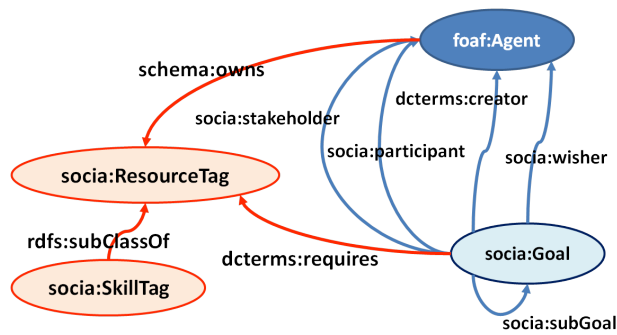 foaf:Agent
schema:owns
dcterms:creator
socia:stakeholder
socia:participant
socia:wisher
socia:ResourceTag
rdfs:subClassOf
dcterms:requires
socia:Goal
socia:SkillTag
socia:subGoal